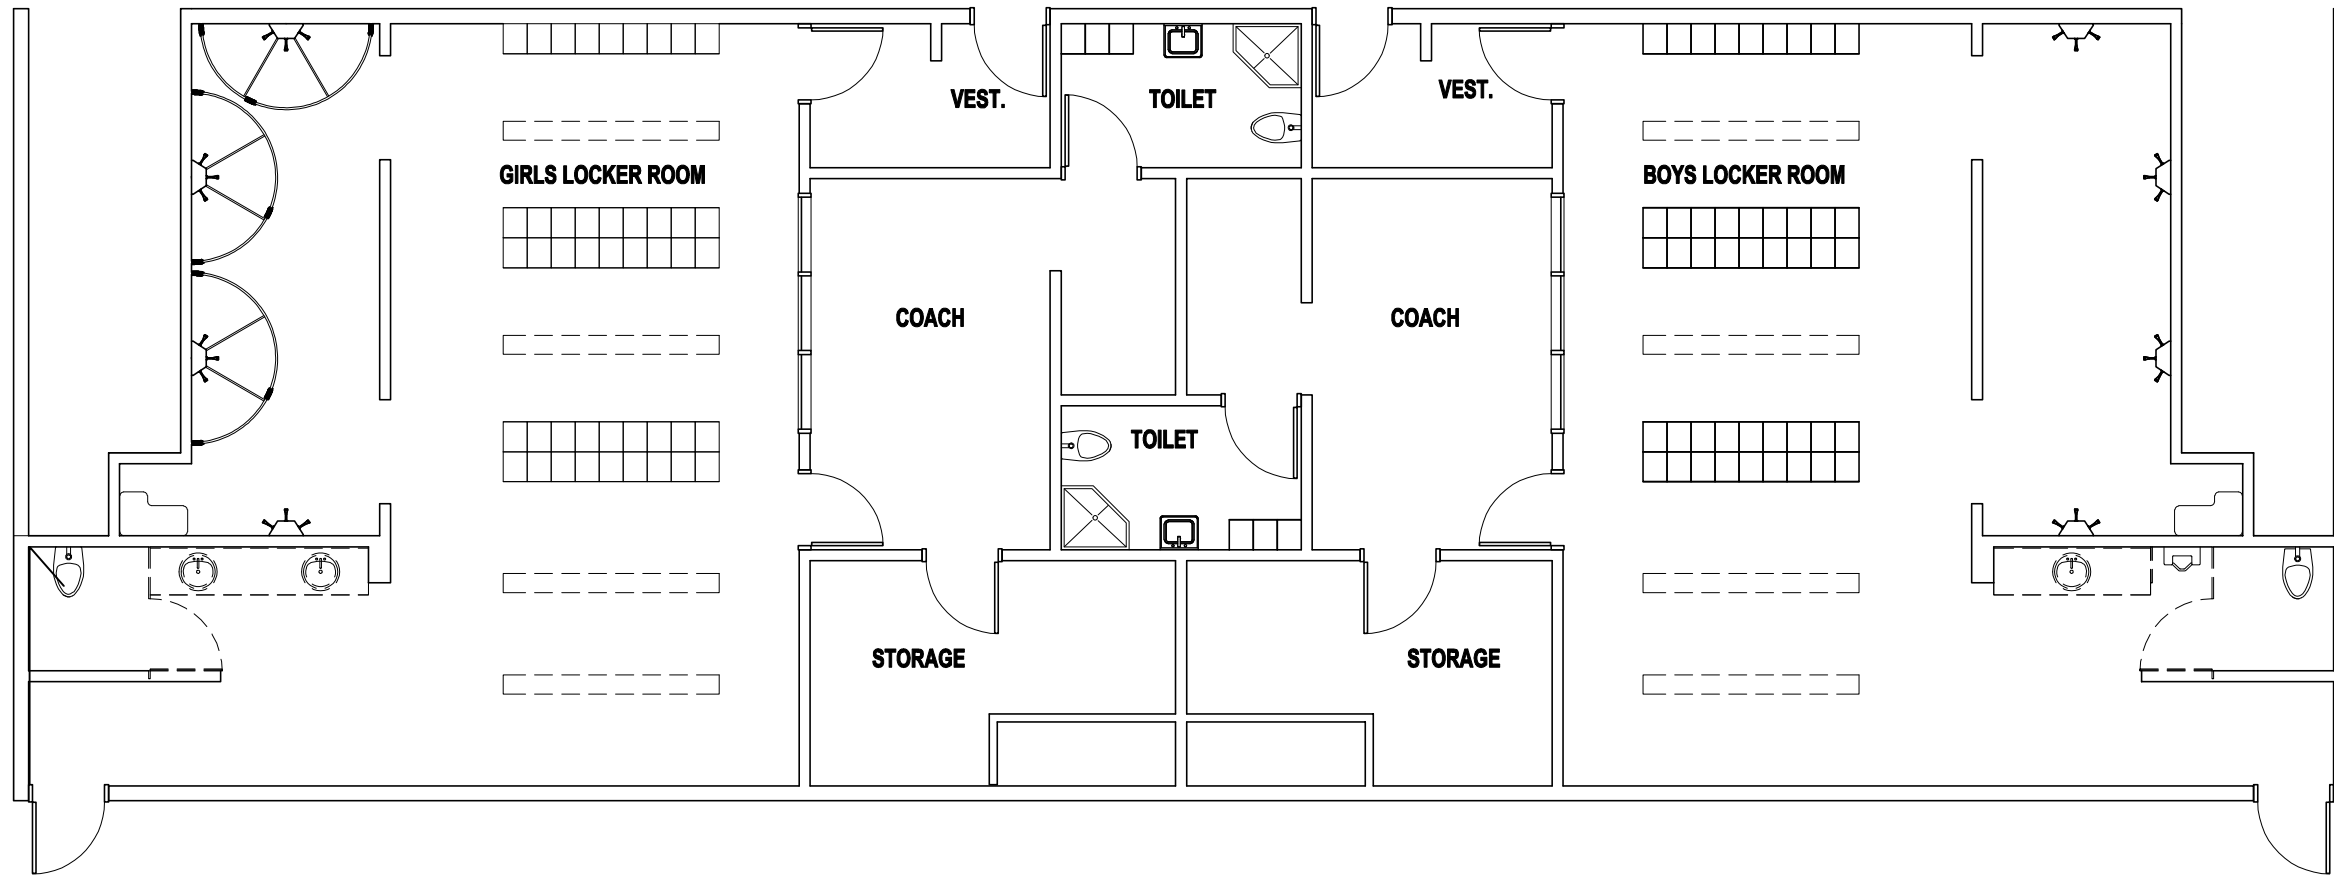 VEST.
TOILET
VEST.
GIRLS LOCKER ROOM
BOYS LOCKER ROOM
COACH
COACH
TOILET
STORAGE
STORAGE